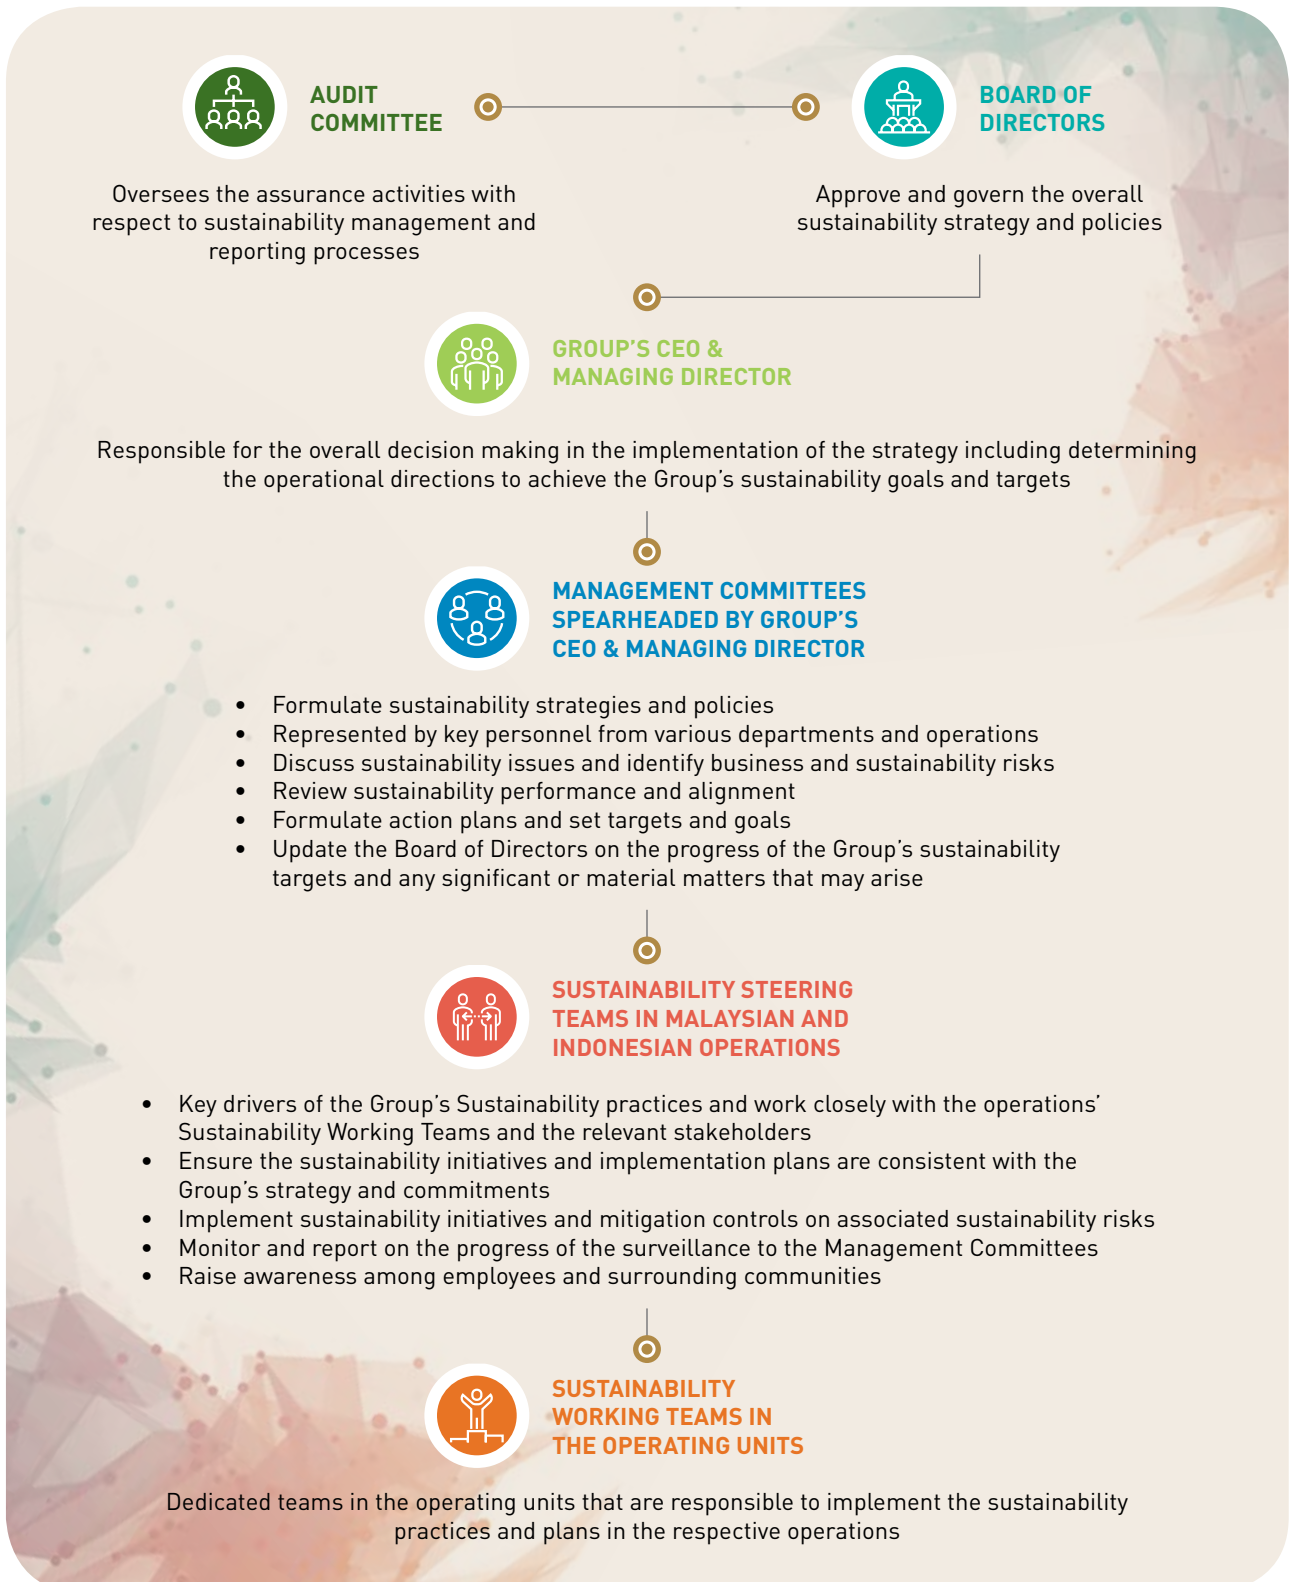 AUDIT
COMMITTEE
Oversees the assurance activities with
respect to sustainability management and
reporting processes
BOARD OF
DIRECTORS
Approve and govern the overall
sustainability strategy and policies
GROUP’S CEO &
MANAGING DIRECTOR
Responsible for the overall decision making in the implementation of the strategy including determining
the operational directions to achieve the Group’s sustainability goals and targets
MANAGEMENT COMMITTEES
SPEARHEADED BY GROUP’S
CEO & MANAGING DIRECTOR
• Formulate sustainability strategies and policies
• Represented by key personnel from various departments and operations
• Discuss sustainability issues and identify business and sustainability risks
• Review sustainability performance and alignment
• Formulate action plans and set targets and goals
• Update the Board of Directors on the progress of the Group’s sustainability
targets and any significant or material matters that may arise
SUSTAINABILITY STEERING
TEAMS IN MALAYSIAN AND
INDONESIAN OPERATIONS
• Key drivers of the Group’s Sustainability practices and work closely with the operations’
Sustainability Working Teams and the relevant stakeholders
• Ensure the sustainability initiatives and implementation plans are consistent with the
Group’s strategy and commitments
• Implement sustainability initiatives and mitigation controls on associated sustainability risks
• Monitor and report on the progress of the surveillance to the Management Committees
• Raise awareness among employees and surrounding communities
SUSTAINABILITY
WORKING TEAMS IN
THE OPERATING UNITS
Dedicated teams in the operating units that are responsible to implement the sustainability
practices and plans in the respective operations